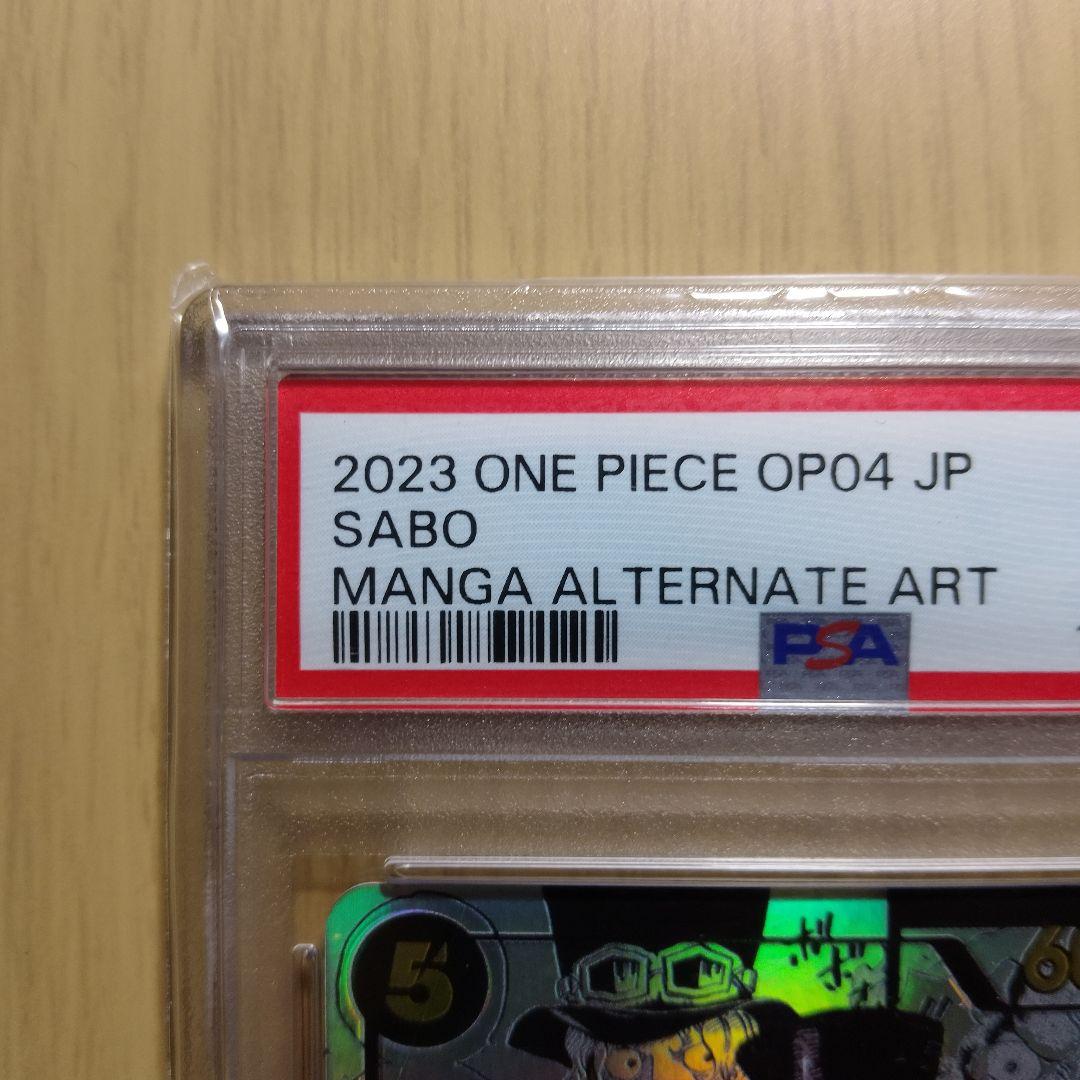 2023 ONE PIECE OP04 JP
SABO
MANGA ALTERNATE ART
PSA
5